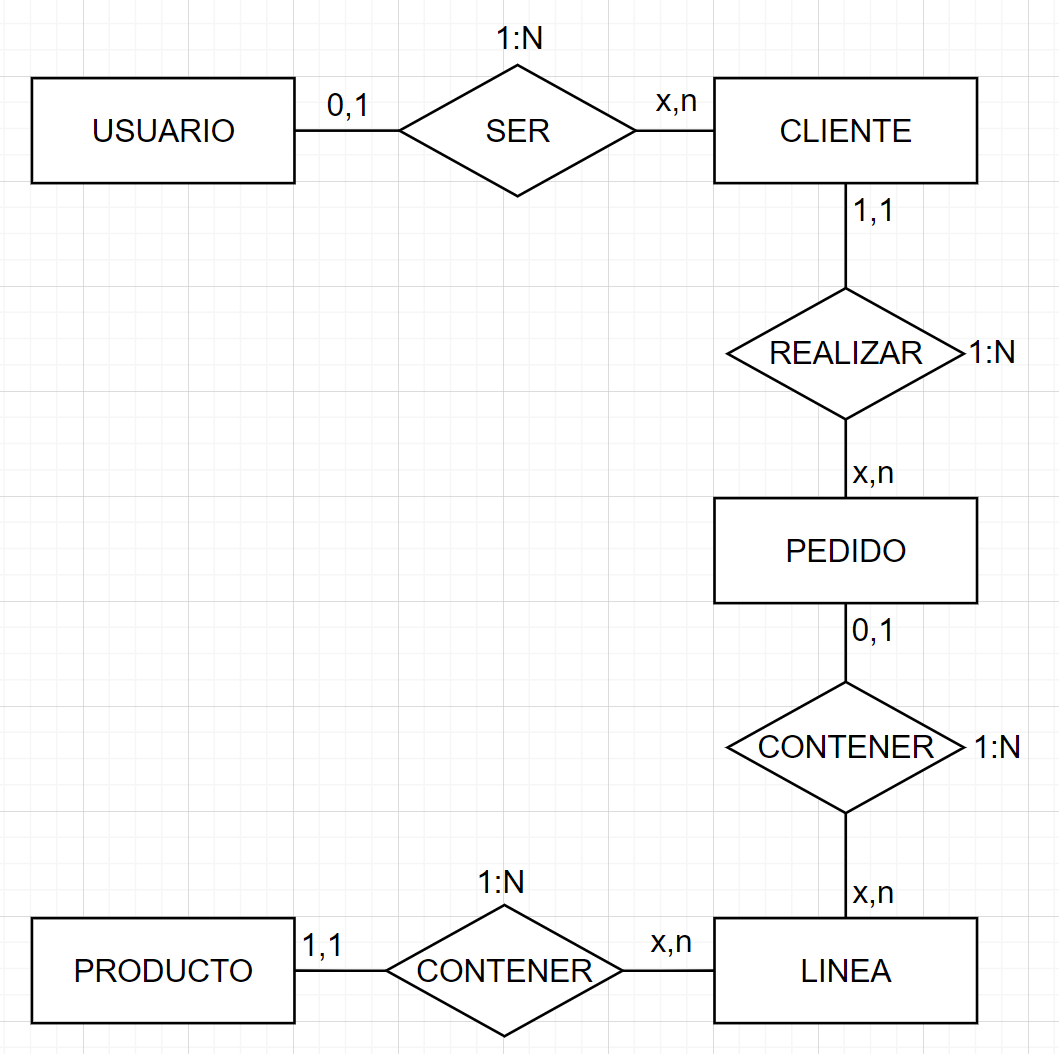 1:N
USUARIO
0,1
SER
x,n
CLIENTE
1,1
REALIZAR
1:N
x,n
PEDIDO
0,1
CONTENER
1:N
x,n
1:N
PRODUCTO
1,1
CONTENER
x,n
LINEA